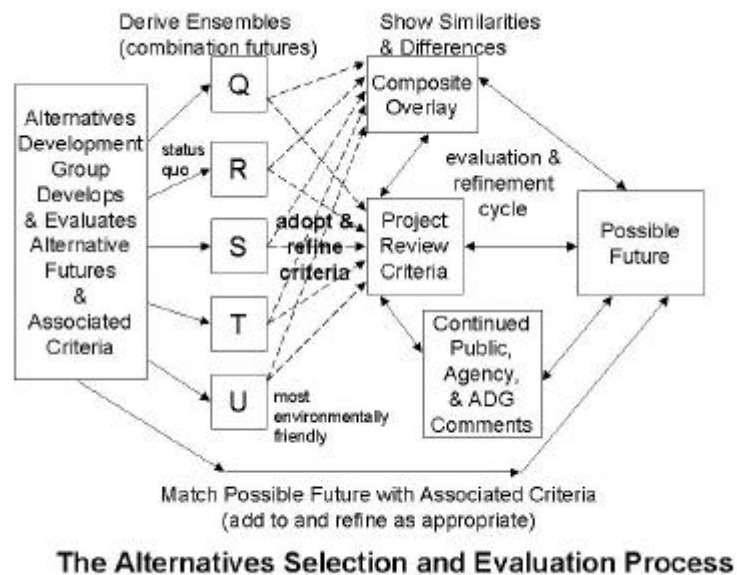 Derive Ensembles
(combination futures)
Show Similarities
& Differences
Alternatives
Development
Group
Develops
& Evaluates
Alternative
Futures
&
Associated
Criteria
Q
status
quo
R
S
T
U
most
environmentally
friendly
adopt &
refine
criteria
Composite
Overlay
Project
Review
Criteria
evaluation &
refinement
cycle
Possible
Future
Continued
Public,
Agency,
& ADG
Comments
Match Possible Future with Associated Criteria
(add to and refine as appropriate)
The Alternatives Selection and Evaluation Process